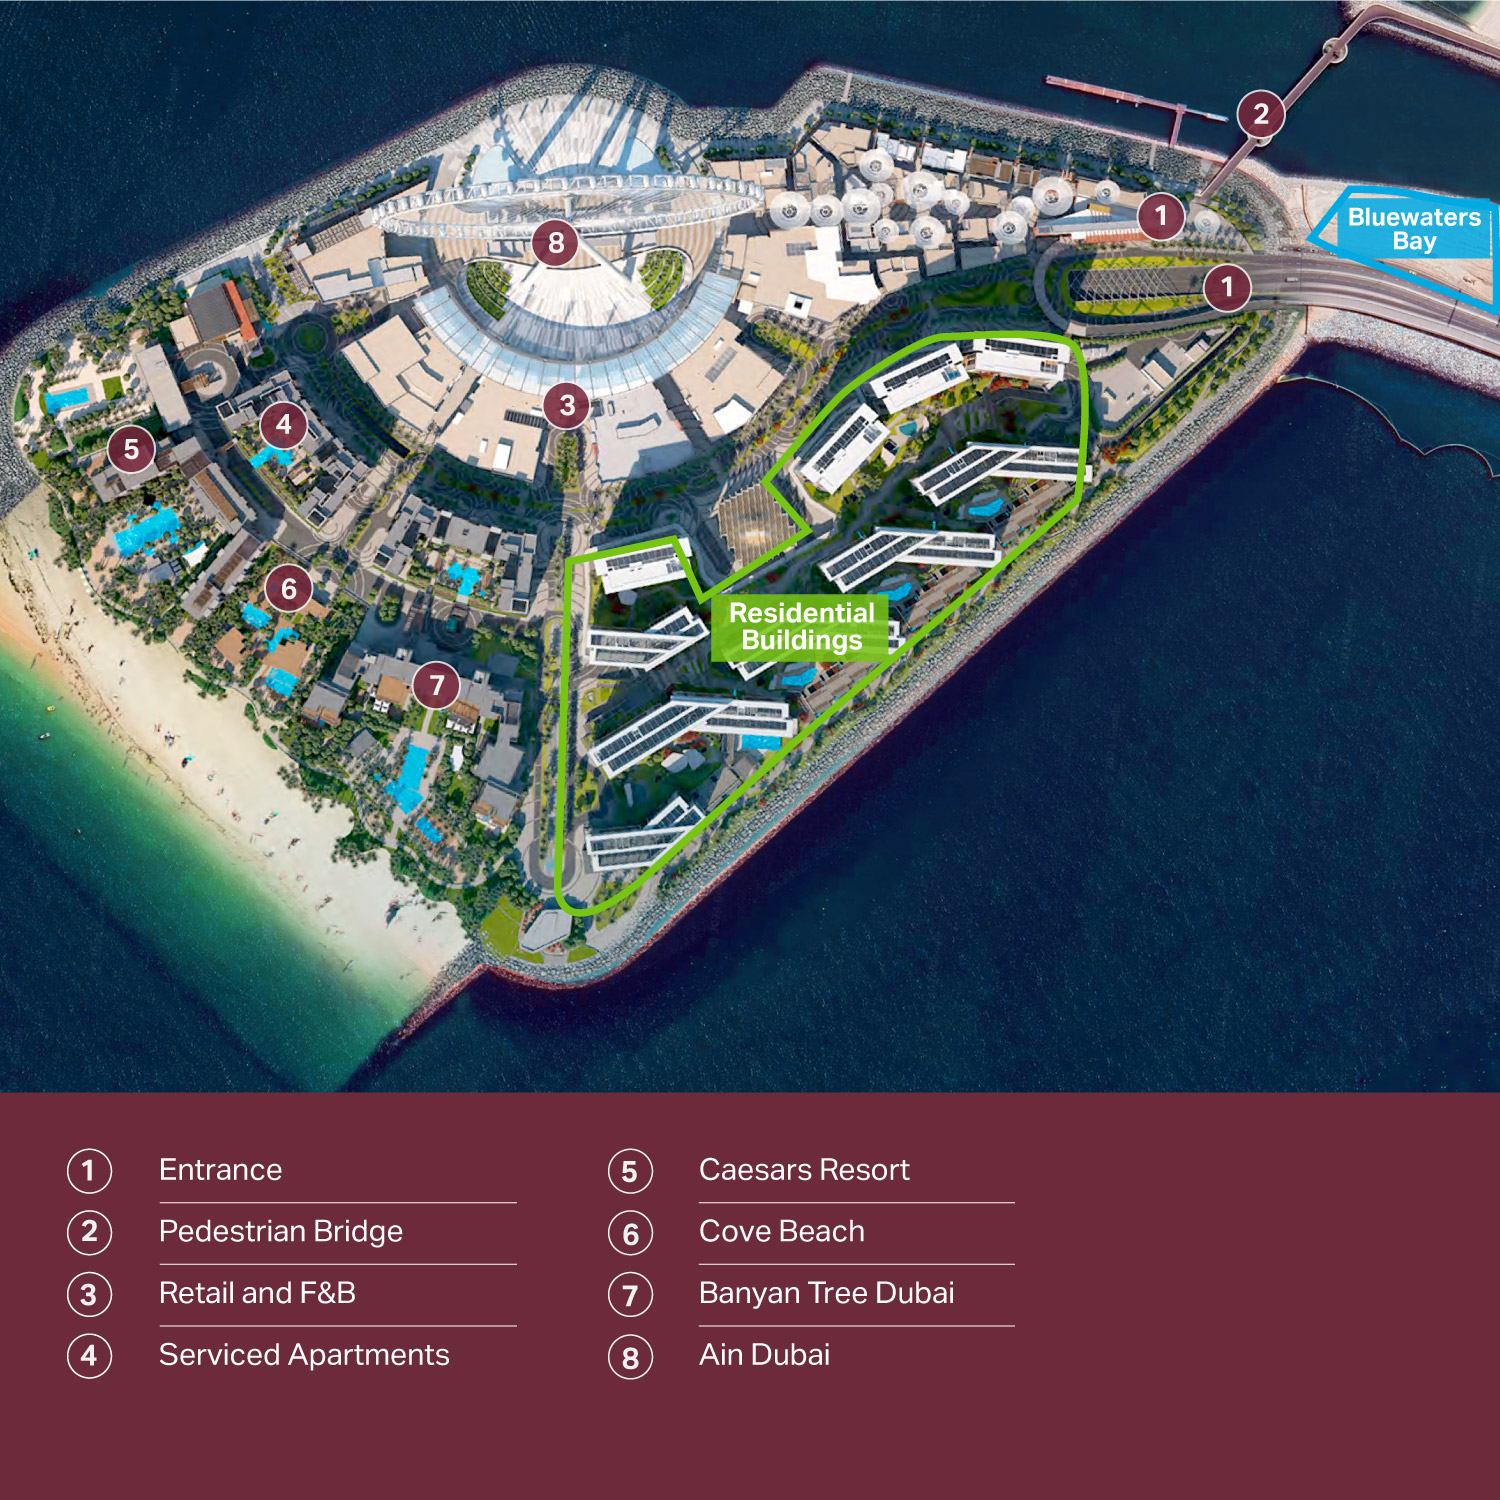 2
1
Bluewaters
Bay
8
1
3
4
5
6
Residential
Buildings
7
1 Entrance
2 Pedestrian Bridge
3 Retail and F&B
4 Serviced Apartments
5 Caesars Resort
6 Cove Beach
7 Banyan Tree Dubai
8 Ain Dubai